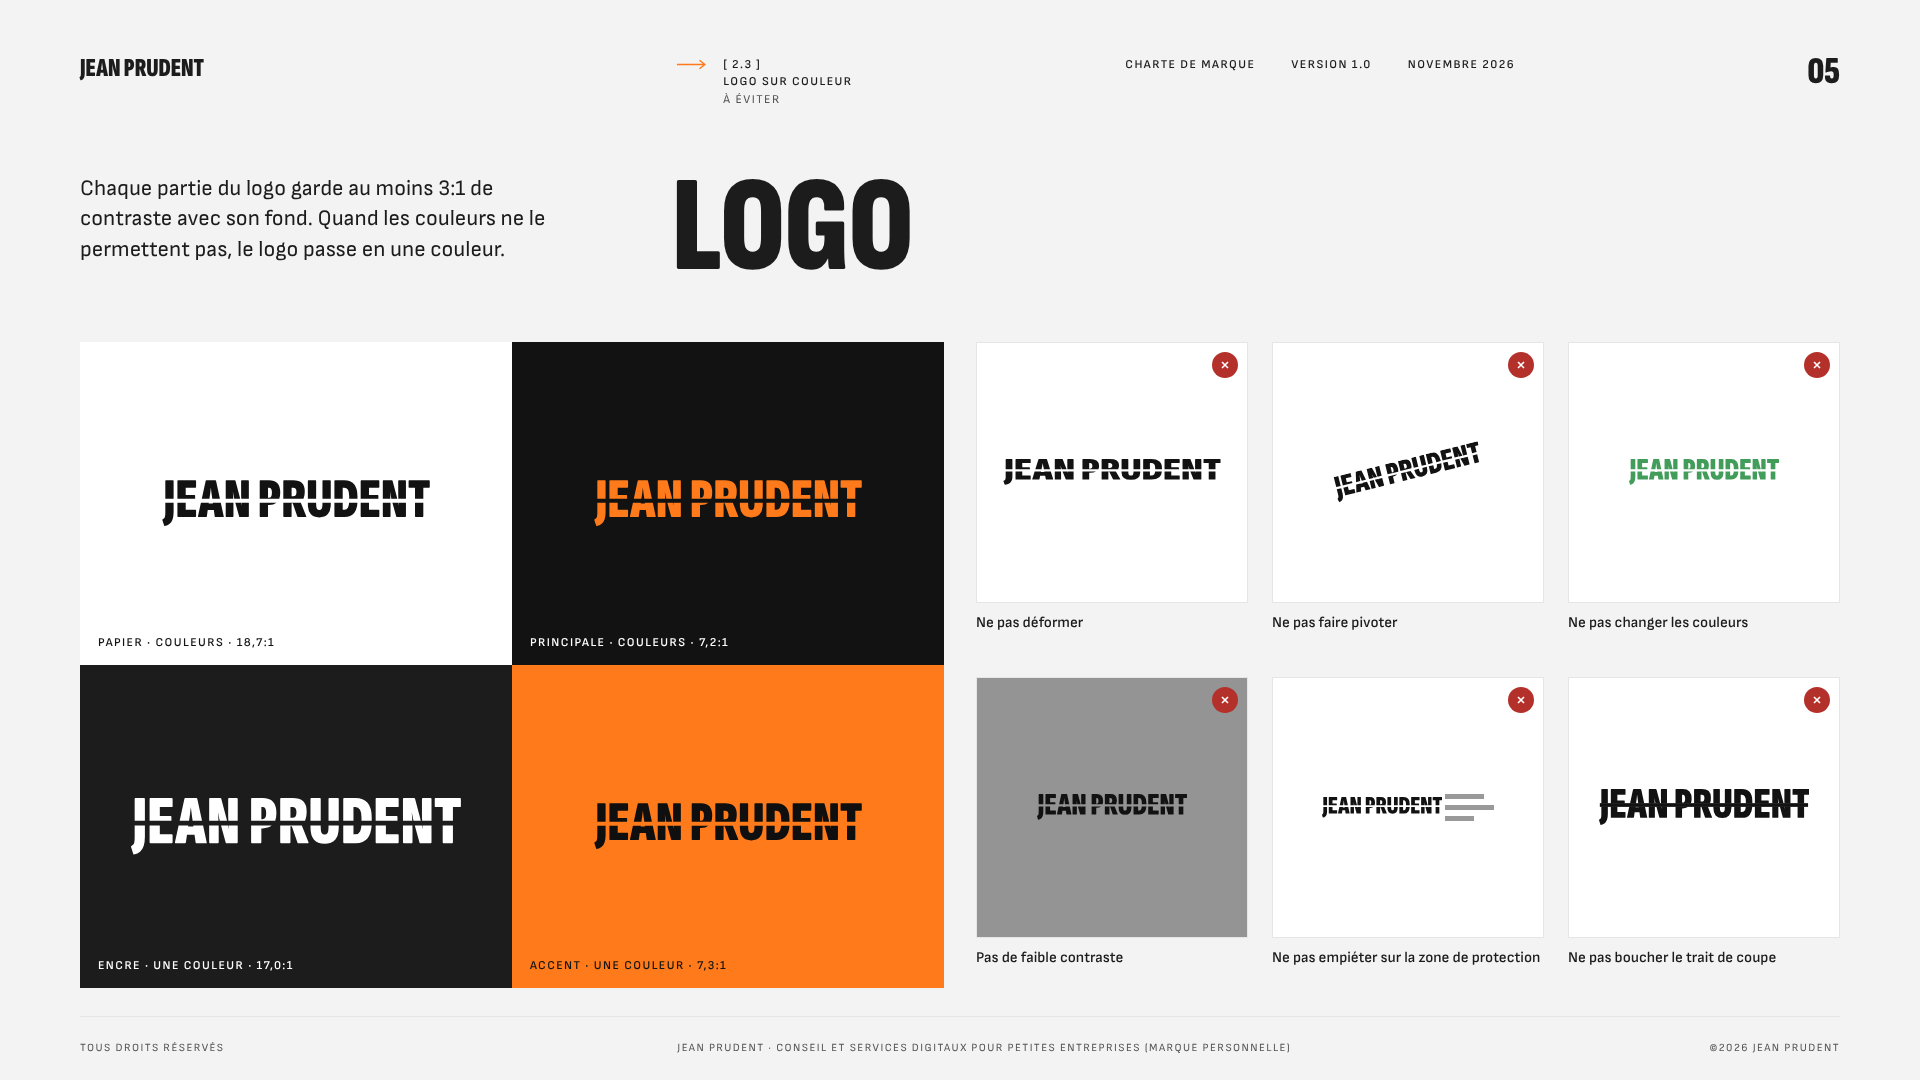 JEAN PRUDENT
[ 2.3 ]
LOGO SUR COULEUR
À ÉVITER
CHARTE DE MARQUE
VERSION 1.0
NOVEMBRE 2026
05
Chaque partie du logo garde au moins 3:1 de
contraste avec son fond. Quand les couleurs ne le
permettent pas, le logo passe en une couleur.
LOGO
JEAN PRUDENT
PAPIER · COULEURS · 18,7:1
JEAN PRUDENT
PRINCIPALE · COULEURS · 7,2:1
JEAN PRUDENT
ENCRE · UNE COULEUR · 17,0:1
JEAN PRUDENT
ACCENT · UNE COULEUR · 7,3:1
JEAN PRUDENT
Ne pas déformer
JEAN PRUDENT
Ne pas faire pivoter
JEAN PRUDENT
Ne pas changer les couleurs
JEAN PRUDENT
Pas de faible contraste
JEAN PRUDENT
Ne pas empiéter sur la zone de protection
JEAN PRUDENT
Ne pas boucher le trait de coupe
TOUS DROITS RÉSERVÉS
JEAN PRUDENT · CONSEIL ET SERVICES DIGITAUX POUR PETITES ENTREPRISES (MARQUE PERSONNELLE)
©2026 JEAN PRUDENT